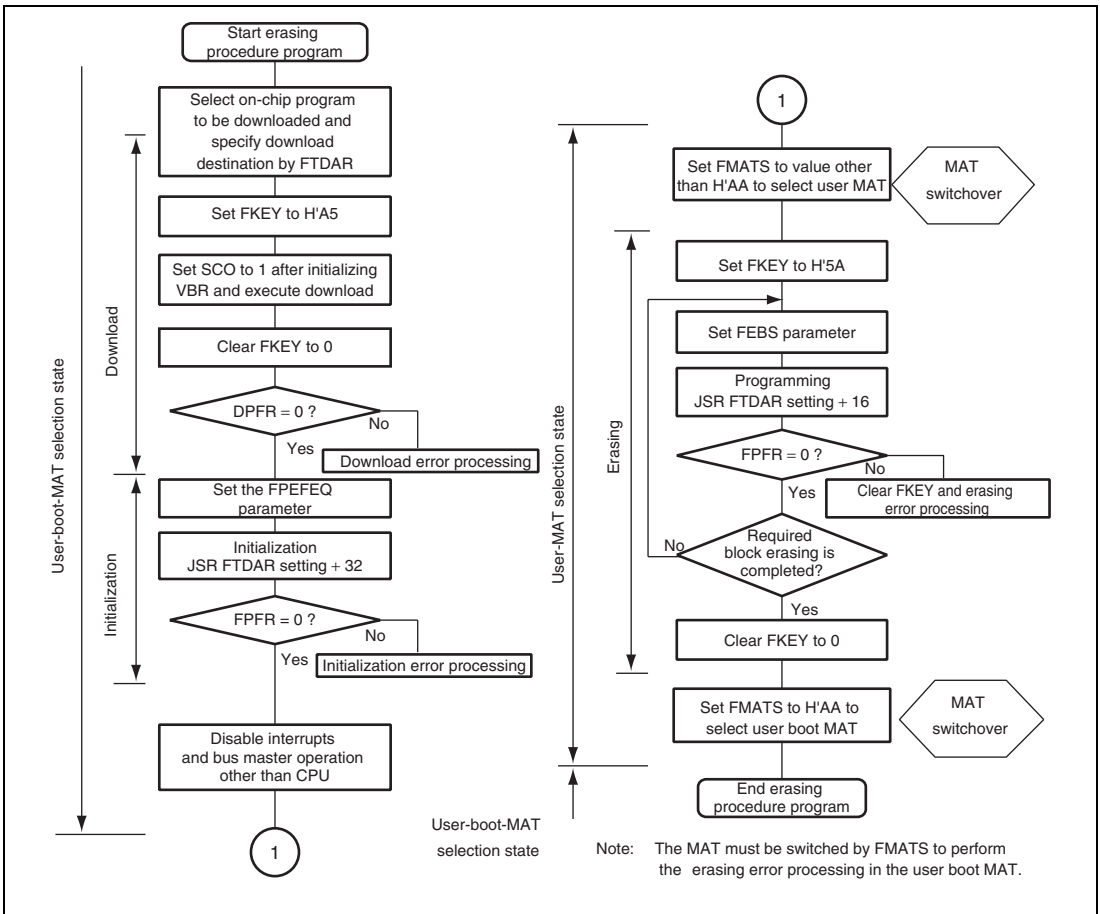 Start erasing
procedure program
Select on-chip program
to be downloaded and
specify download
destination by FTDAR
Set FKEY to H'A5
Set SCO to 1 after initializing
VBR and execute download
Clear FKEY to 0
DPFR = 0 ?
No
Yes
Download error processing
Set the FPEFEQ
parameter
Initialization
JSR FTDAR setting + 32
FPFR = 0 ?
No
Yes
Initialization error processing
Disable interrupts
and bus master operation
other than CPU
1
Download
Initialization
User-boot-MAT selection state
1
Set FMATS to value other
than H'AA to select user MAT
MAT
switchover
Set FKEY to H'5A
Set FEBS parameter
Programming
JSR FTDAR setting + 16
FPFR = 0 ?
No
Yes
Clear FKEY and erasing
error processing
Required
block erasing is
completed?
No
Yes
Clear FKEY to 0
Set FMATS to H'AA to
select user boot MAT
MAT
switchover
End erasing
procedure program
Erasing
User-MAT selection state
User-boot-MAT
selection state
Note: The MAT must be switched by FMATS to perform
the erasing error processing in the user boot MAT.